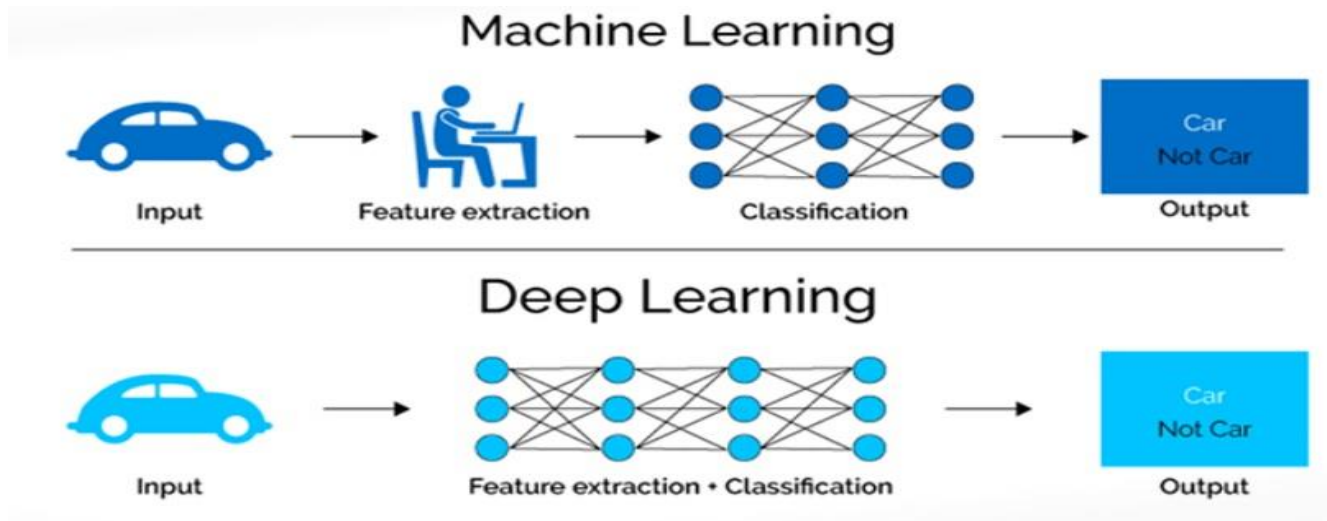 Machine Learning
Car
Not Car
Input
Feature extraction
Classification
Output
Deep Learning
Car
Not Car
Input
Feature extraction + Classification
Output